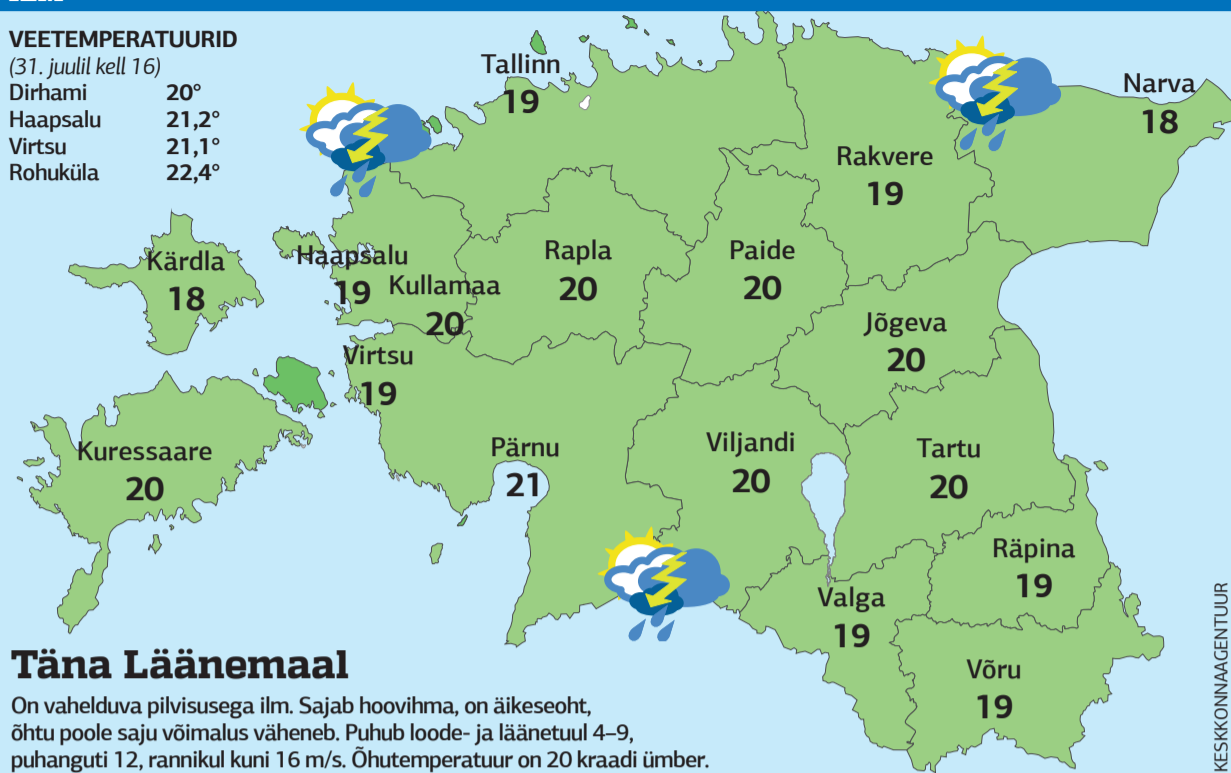 VEETEMPERATUURID
(31. juulil kell 16)
Dirhami 20°
Haapsalu 21,2°
Virtsu 21,1°
Rohuküla 22,4°
Tallinn
19
Narva
18
Rakvere
19
Kärdla
18
Haapsalu
19
Kullamaa
20
Rapla
20
Paide
20
Jõgeva
20
Virtsu
19
Kuressaare
20
Pärnu
21
Viljandi
20
Tartu
20
Räpina
19
Valga
19
Võru
19
Täna Läänemaal
On vahelduva pilvisusega ilm. Sajab hoovihma, on äikeseoht,
õhtu poole saju võimalus väheneb. Puhub loode- ja läänetuul 4–9,
puhanguti 12, rannikul kuni 16 m/s. Õhutemperatuur on 20 kraadi ümber.
KESKKONNAAGENTUUR